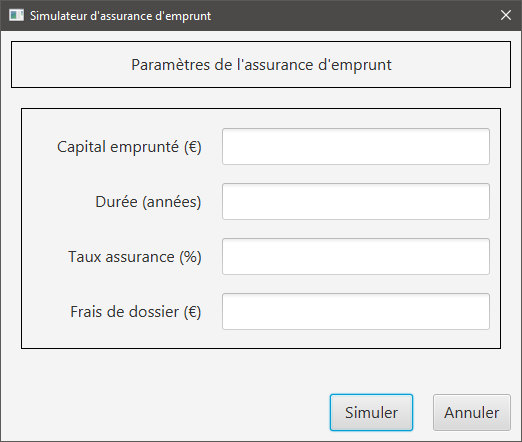 Simulateur d'assurance d'emprunt
Paramètres de l'assurance d'emprunt
Capital emprunté (€)
Durée (années)
Taux assurance (%)
Frais de dossier (€)
Simuler Annuler